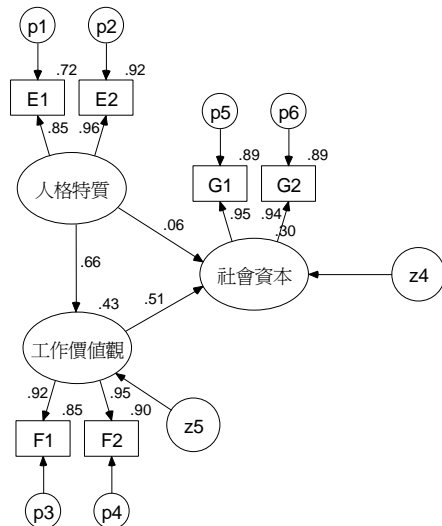 p1
p2
.72
.92
E1
E2
p5
p6
.85
.96
.89
.89
G1
G2
人格特質
.95
.94
.06
.30
.66
社會資本
z4
.43
.51
工作價值觀
.92
.85
.95
.90
z5
F1
F2
p3
p4